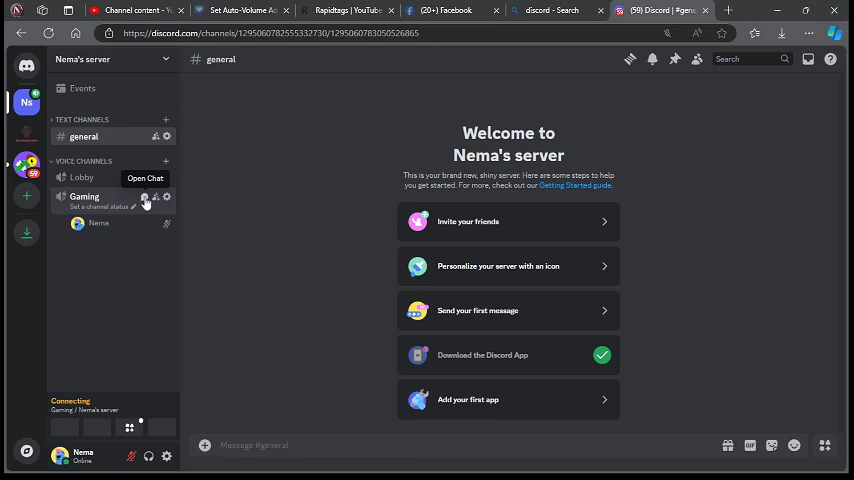 Channel content - Yo
Set Auto-Volume Ad
Rapidtags | YouTube
(20+) Facebook
discord - Search
(59) Discord | #gene
https://discord.com/channels/1295060782555332730/1295060783050526865
Nema's server
# general
Search
Events
TEXT CHANNELS
# general
VOICE CHANNELS
Lobby
Open Chat
Gaming
Set a channel status
Nema
Ns
59
Welcome to
Nema's server
This is your brand new, shiny server. Here are some steps to
help you get started. For more, check out our Getting Started guide.
Invite your friends
Personalize your server with an icon
Send your first message
Download the Discord App
Add your first app
Connecting
Gaming / Nema's server
Nema
Online
Message #general
GIF